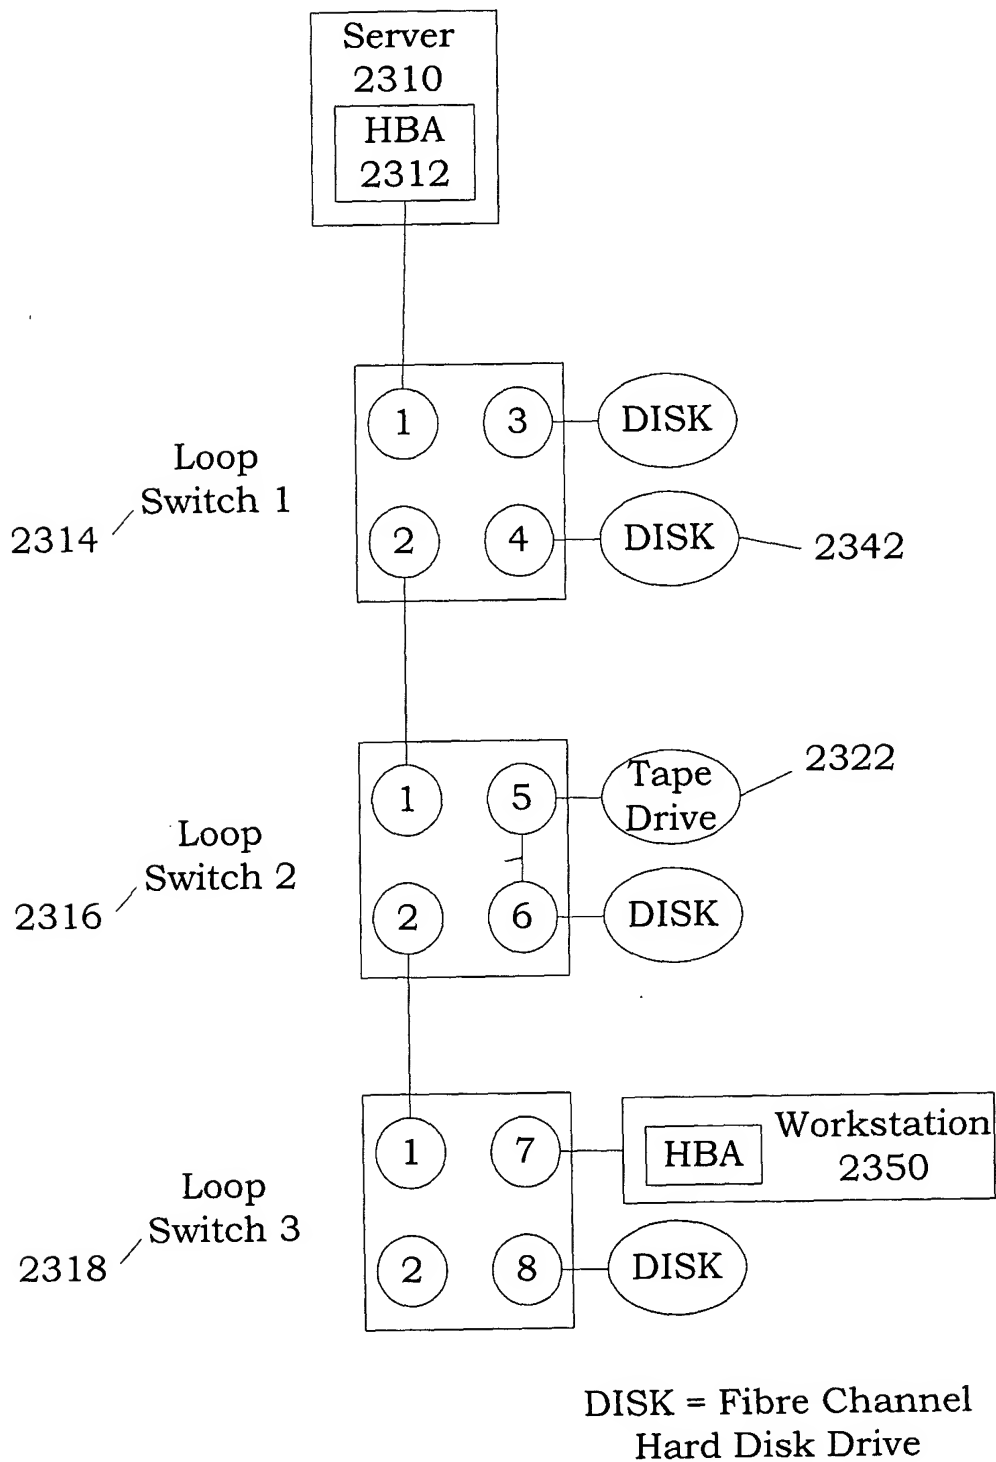 Server
2310
HBA
2312
1
3
DISK
Loop
Switch 1
2314
2
4
DISK
2342
1
5
Tape
Drive
2322
Loop
Switch 2
2316
2
6
DISK
1
7
HBA
Workstation
2350
Loop
Switch 3
2318
2
8
DISK
DISK = Fibre Channel
Hard Disk Drive